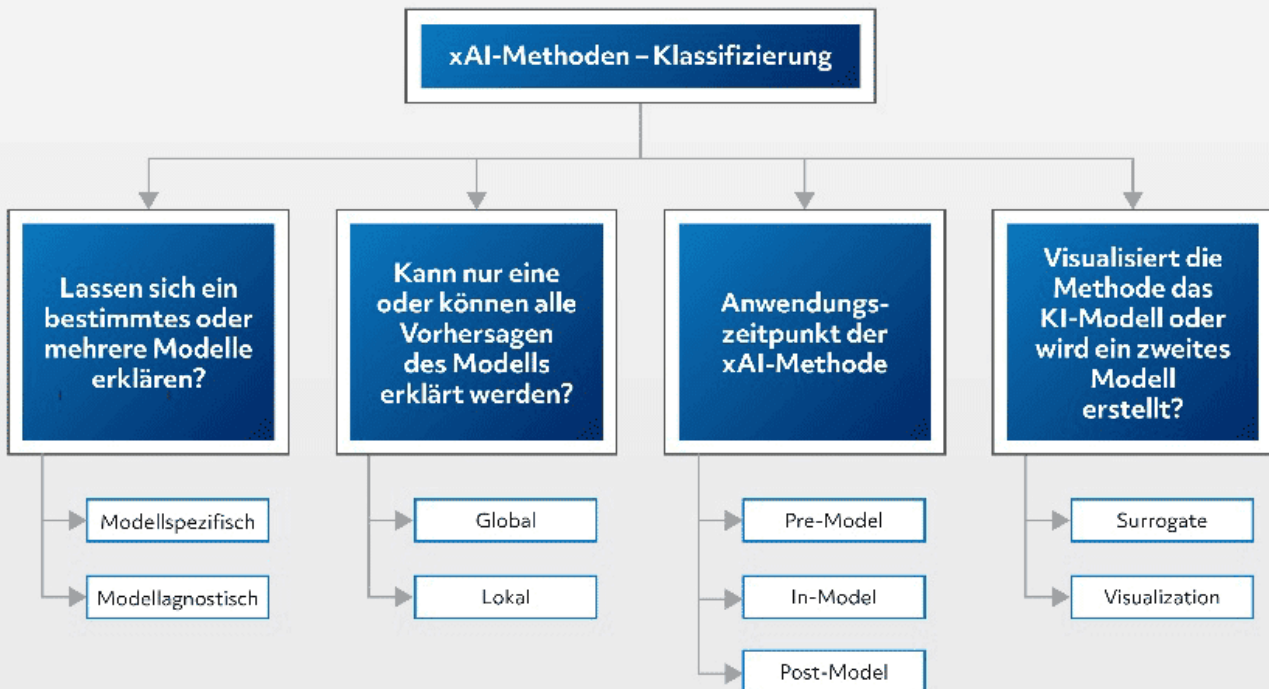 xAI-Methoden – Klassifizierung
Lassen sich ein
bestimmtes oder
mehrere Modelle
erklären?
Modellspezifisch
Modellagnostisch
Kann nur eine
oder können alle
Vorhersagen
des Modells
erklärt werden?
Global
Lokal
Anwendungs-
zeitpunkt der
xAI-Methode
Pre-Model
In-Model
Post-Model
Visualisiert die
Methode das
KI-Modell oder
wird ein zweites
Modell
erstellt?
Surrogate
Visualization